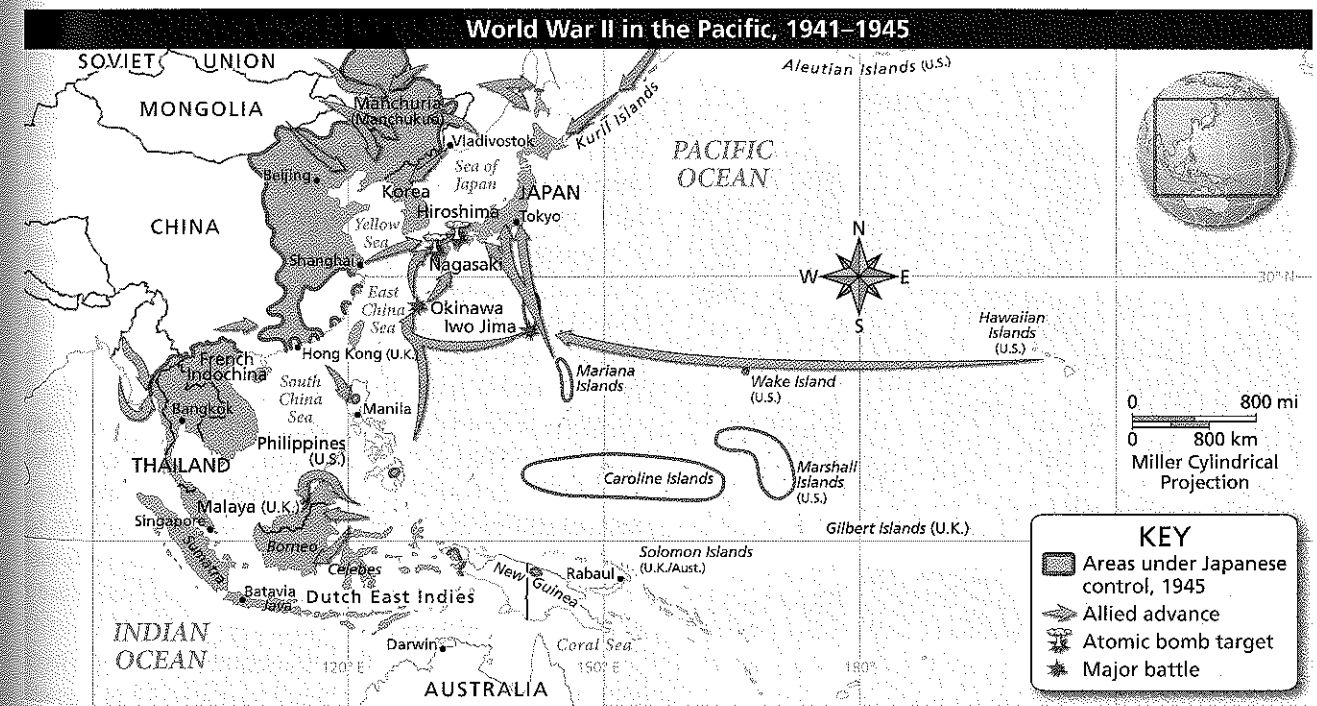 World War II in the Pacific, 1941–1945
SOVIET UNION
Aleutian Islands (U.S.)
MONGOLIA
Manchuria
(Manchukuo)
Kuril Islands
Vladivostok
PACIFIC
OCEAN
Sea of
Japan
Beijing
Korea
JAPAN
Hiroshima
Tokyo
CHINA
Yellow
Sea
N
Shanghai
Nagasaki
W
E
30° N
East
China
Sea
Okinawa
Iwo Jima
S
Hawaiian
Islands
(U.S.)
Hong Kong (U.K.)
French
Indochina
Mariana
Islands
Wake Island
(U.S.)
South
China
Sea
Bangkok
Manila
0 800 mi
0 800 km
Miller Cylindrical
Projection
Philippines
(U.S.)
THAILAND
Caroline Islands
Marshall
Islands
(U.S.)
Malaya (U.K.)
Singapore
Gilbert Islands (U.K.)
Sumatra
Borneo
Celebes
Solomon Islands
(U.K./Aust.)
New Guinea
Rabaul
Batavia
Java
Dutch East Indies
INDIAN
OCEAN
Darwin
Coral Sea
120° E
150° E
180°
AUSTRALIA
KEY
Areas under Japanese
control, 1945
Allied advance
Atomic bomb target
Major battle